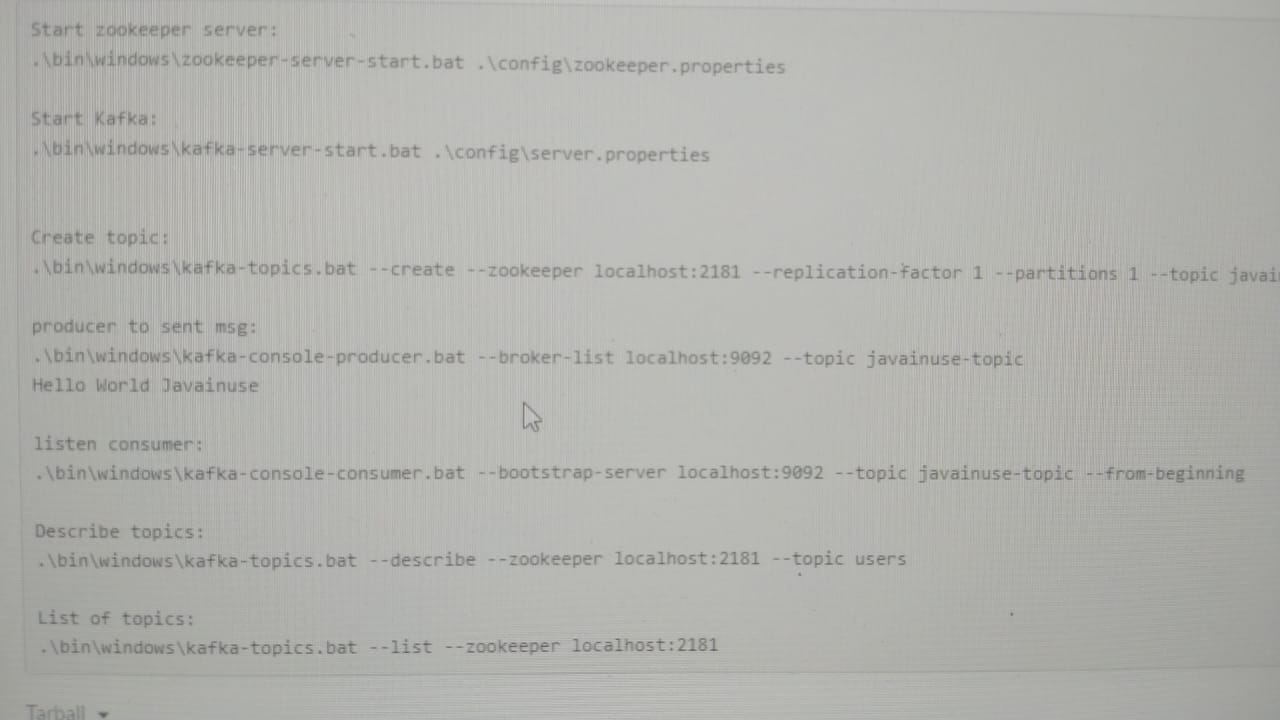 Start zookeeper server:
.\bin\windows\zookeeper-server-start.bat .\config\zookeeper.properties
Start Kafka:
.\bin\windows\kafka-server-start.bat .\config\server.properties
Create topic:
.\bin\windows\kafka-topics.bat --create --zookeeper localhost:2181 --replication-factor 1 --partitions 1 --topic javai
producer to sent msg:
.\bin\windows\kafka-console-producer.bat --broker-list localhost:9092 --topic javainuse-topic
Hello World Javainuse
listen consumer:
.\bin\windows\kafka-console-consumer.bat --bootstrap-server localhost:9092 --topic javainuse-topic --from-beginning
Describe topics:
.\bin\windows\kafka-topics.bat --describe --zookeeper localhost:2181 --topic users
List of topics:
.\bin\windows\kafka-topics.bat --list --zookeeper localhost:2181
Tarball